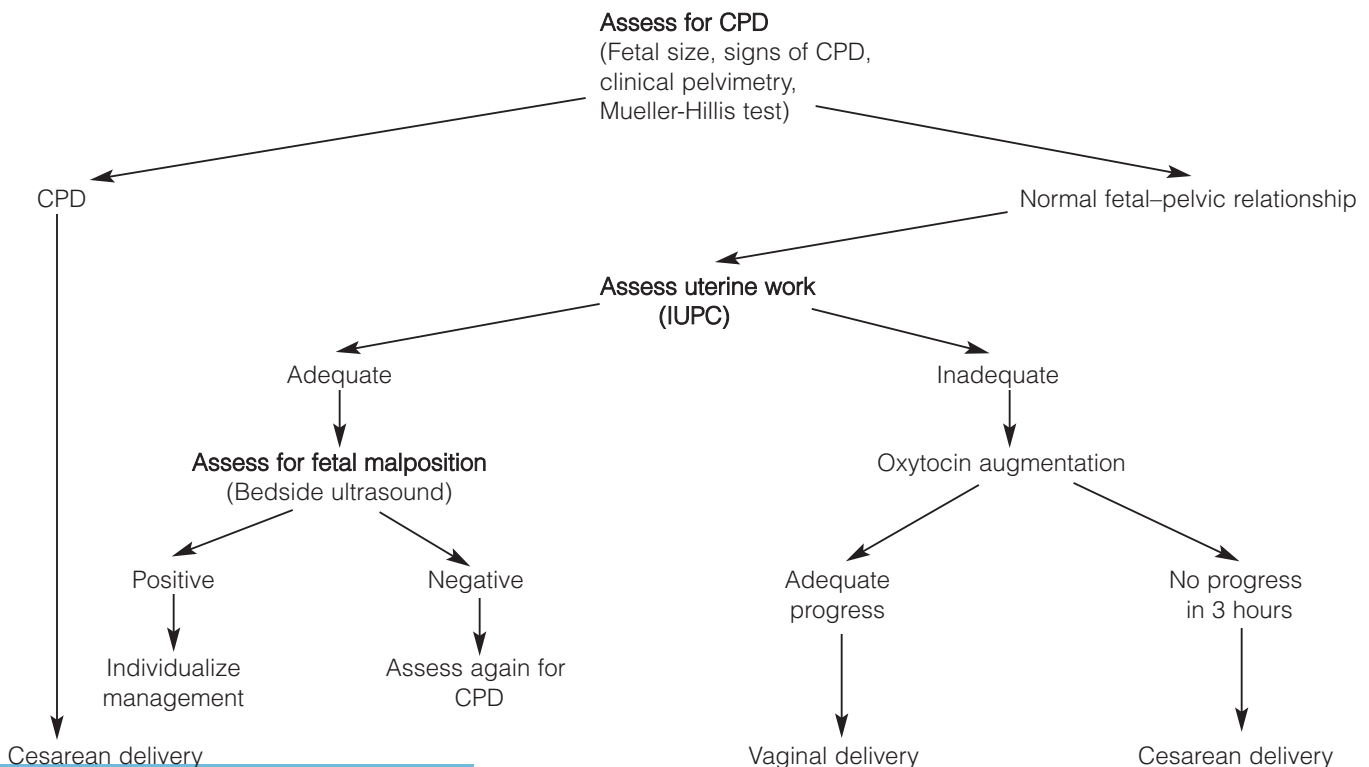 Assess for CPD
(Fetal size, signs of CPD,
clinical pelvimetry,
Mueller-Hillis test)
CPD
Normal fetal–pelvic relationship
Assess uterine work
(IUPC)
Adequate
Inadequate
Assess for fetal malposition
(Bedside ultrasound)
Oxytocin augmentation
Positive
Negative
Adequate
progress
No progress
in 3 hours
Individualize
management
Assess again for
CPD
Cesarean delivery
Vaginal delivery
Cesarean delivery